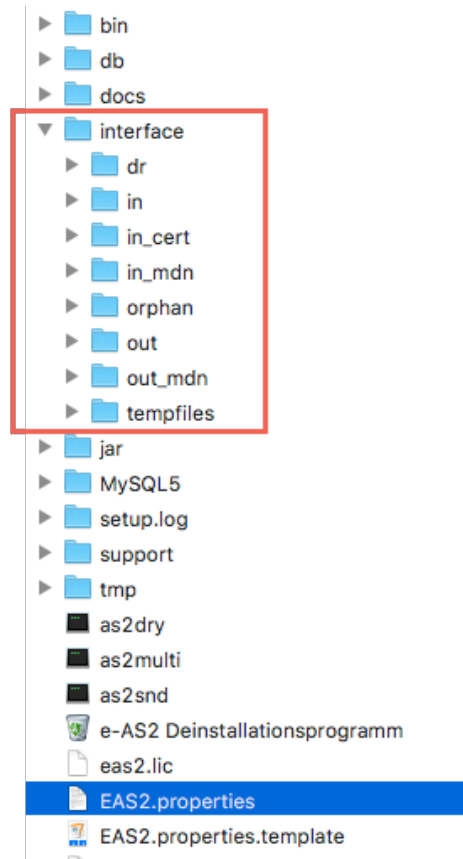 bin
db
docs
interface
dr
in
in_cert
in_mdn
orphan
out
out_mdn
tempfiles
jar
MySQL5
setup.log
support
tmp
as2dry
as2multi
as2snd
e-AS2 Deinstallationsprogramm
eas2.lic
EAS2.properties
EAS2.properties.template